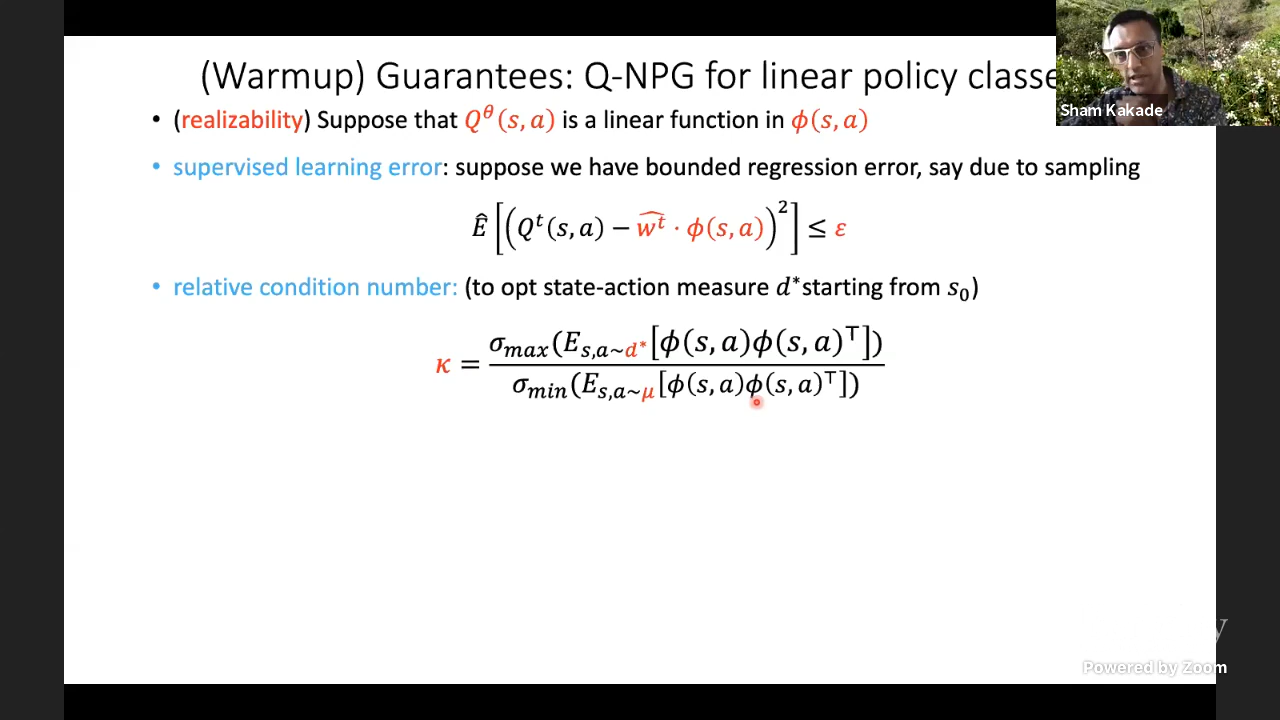 (Warmup) Guarantees: Q-NPG for linear policy classe
Sham Kakade
• (realizability) Suppose that Q^θ(s, a) is a linear function in ϕ(s, a)
• supervised learning error: suppose we have bounded regression error, say due to sampling
Ê[(Q^t(s, a) − ŵ^t · ϕ(s, a))^2] ≤ ε
• relative condition number: (to opt state-action measure d* starting from s_0)
κ = σ_max(E_{s,a~d*}[ϕ(s, a)ϕ(s, a)^⊤]) / σ_min(E_{s,a~μ}[ϕ(s, a)ϕ(s, a)^⊤])
y
Powered by Zoom